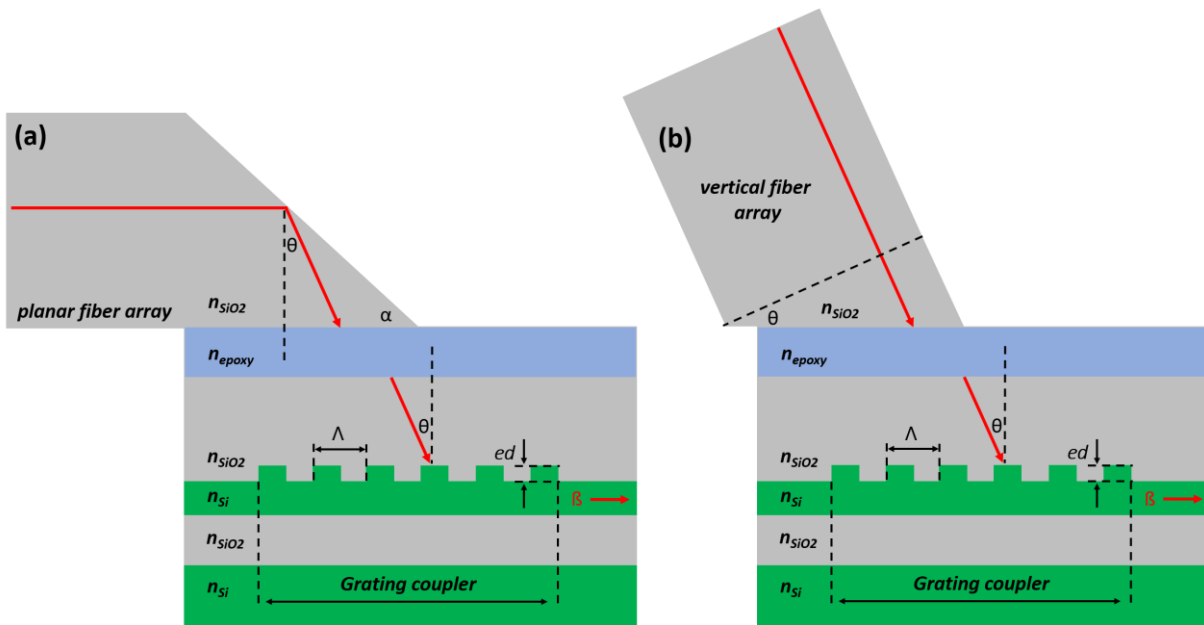 (a)
θ
planar fiber array
n_SiO2
α
n_epoxy
θ
Λ
ed
n_SiO2
n_Si
ß
n_SiO2
n_Si
Grating coupler
(b)
vertical fiber
array
θ
n_SiO2
n_epoxy
θ
Λ
ed
n_SiO2
n_Si
ß
n_SiO2
n_Si
Grating coupler